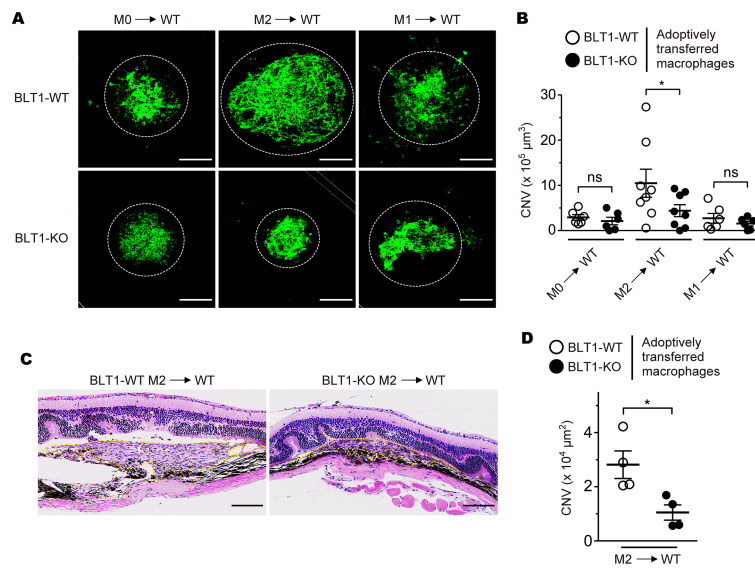 A
M0 → WT
M2 → WT
M1 → WT
BLT1-WT
BLT1-KO
B
BLT1-WT
BLT1-KO
Adoptively
transferred
macrophages
CNV (x 10⁵ µm³)
30
20
10
0
ns
*
ns
M0 → WT
M2 → WT
M1 → WT
C
BLT1-WT M2 → WT
BLT1-KO M2 → WT
D
BLT1-WT
BLT1-KO
Adoptively
transferred
macrophages
CNV (x 10⁴ µm²)
4
2
0
*
M2 → WT